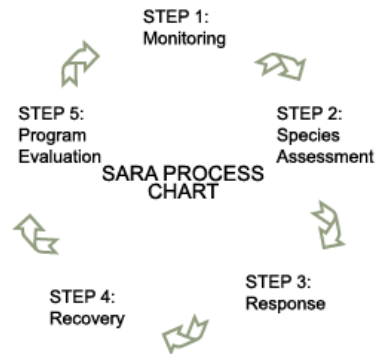 STEP 1:
Monitoring
STEP 2:
Species
Assessment
STEP 3:
Response
STEP 4:
Recovery
STEP 5:
Program
Evaluation
SARA PROCESS
CHART